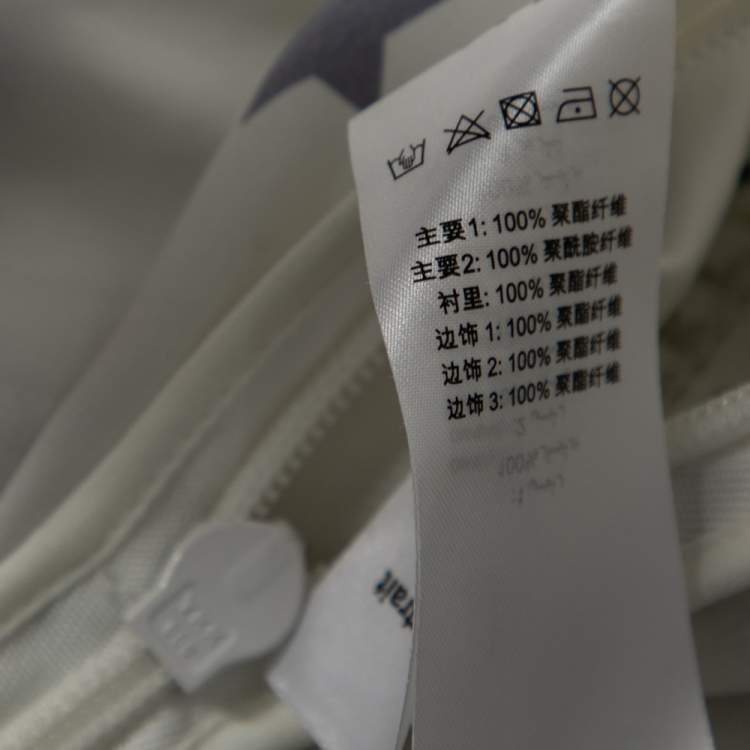 主要1: 100% 聚酯纤维
主要2: 100% 聚酰胺纤维
衬里: 100% 聚酯纤维
边饰 1: 100% 聚酯纤维
边饰 2: 100% 聚酯纤维
边饰 3: 100% 聚酯纤维
trait